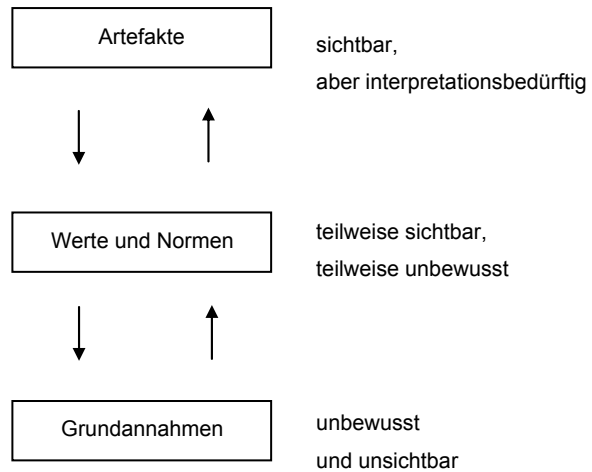 Artefakte
sichtbar,
aber interpretationsbedürftig
Werte und Normen
teilweise sichtbar,
teilweise unbewusst
Grundannahmen
unbewusst
und unsichtbar